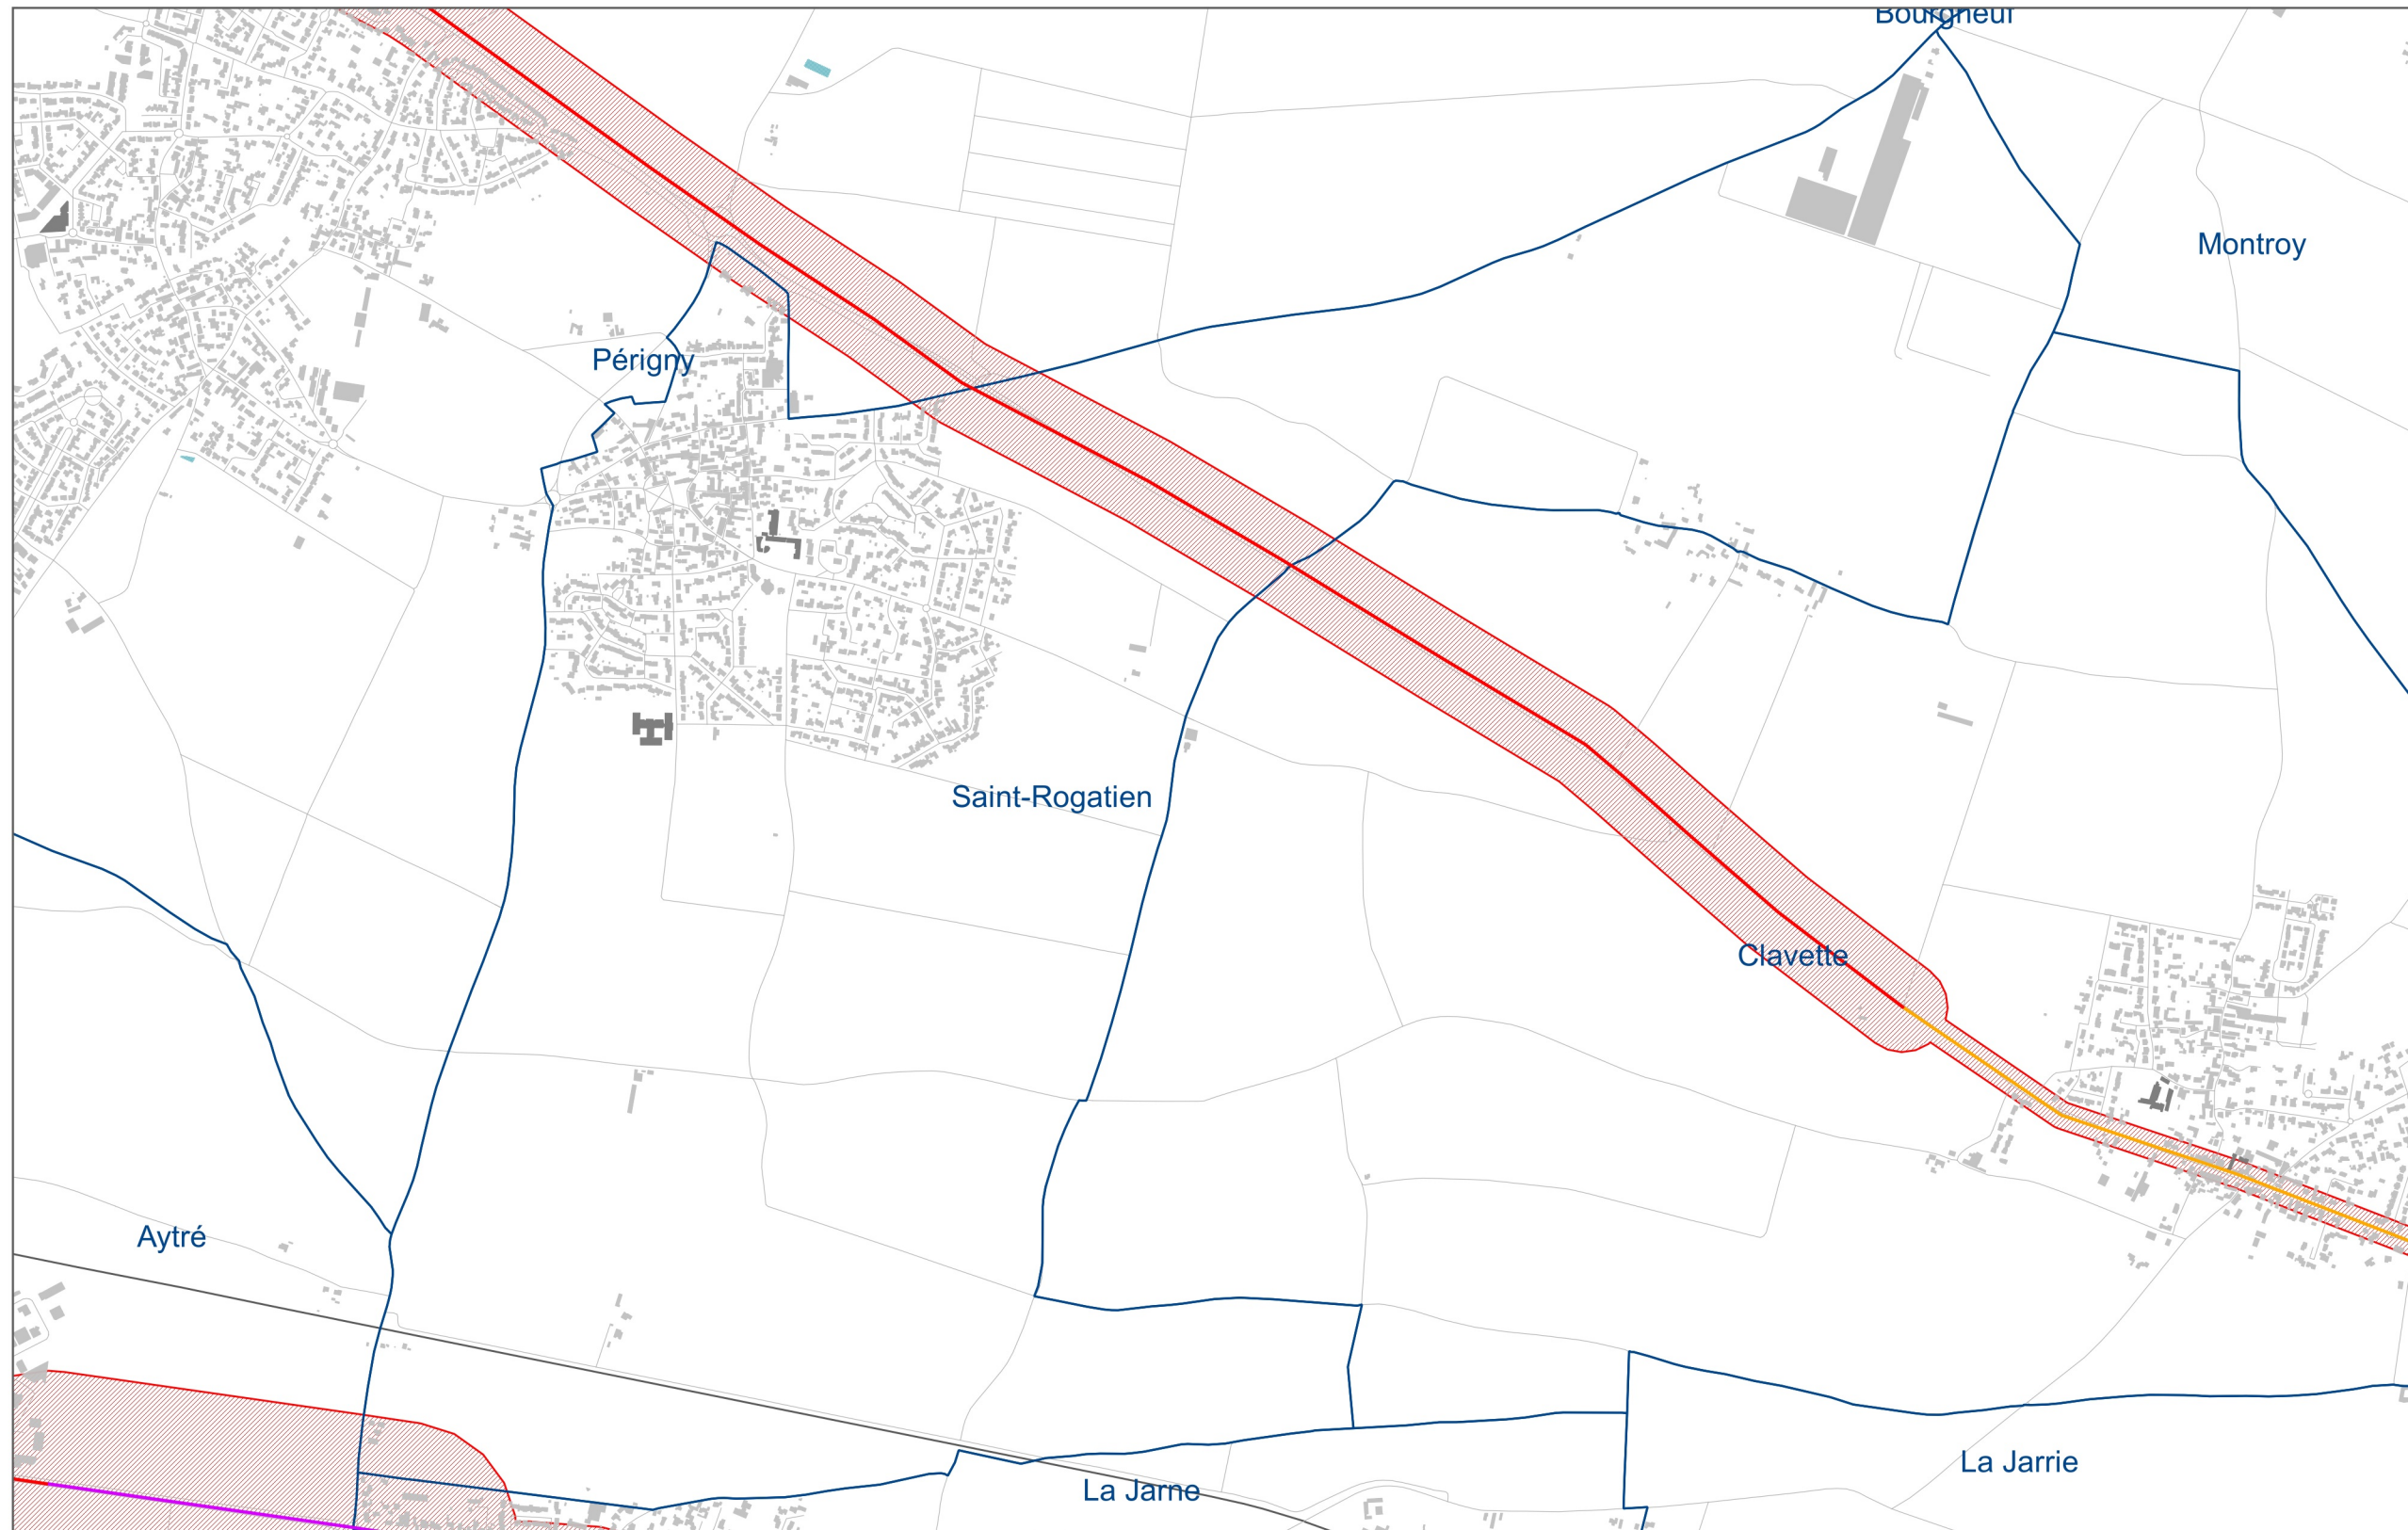 Bourgneuf
Montroy
Périgny
Saint-Rogatien
Clavette
Aytré
La Jarrie
La Jarne